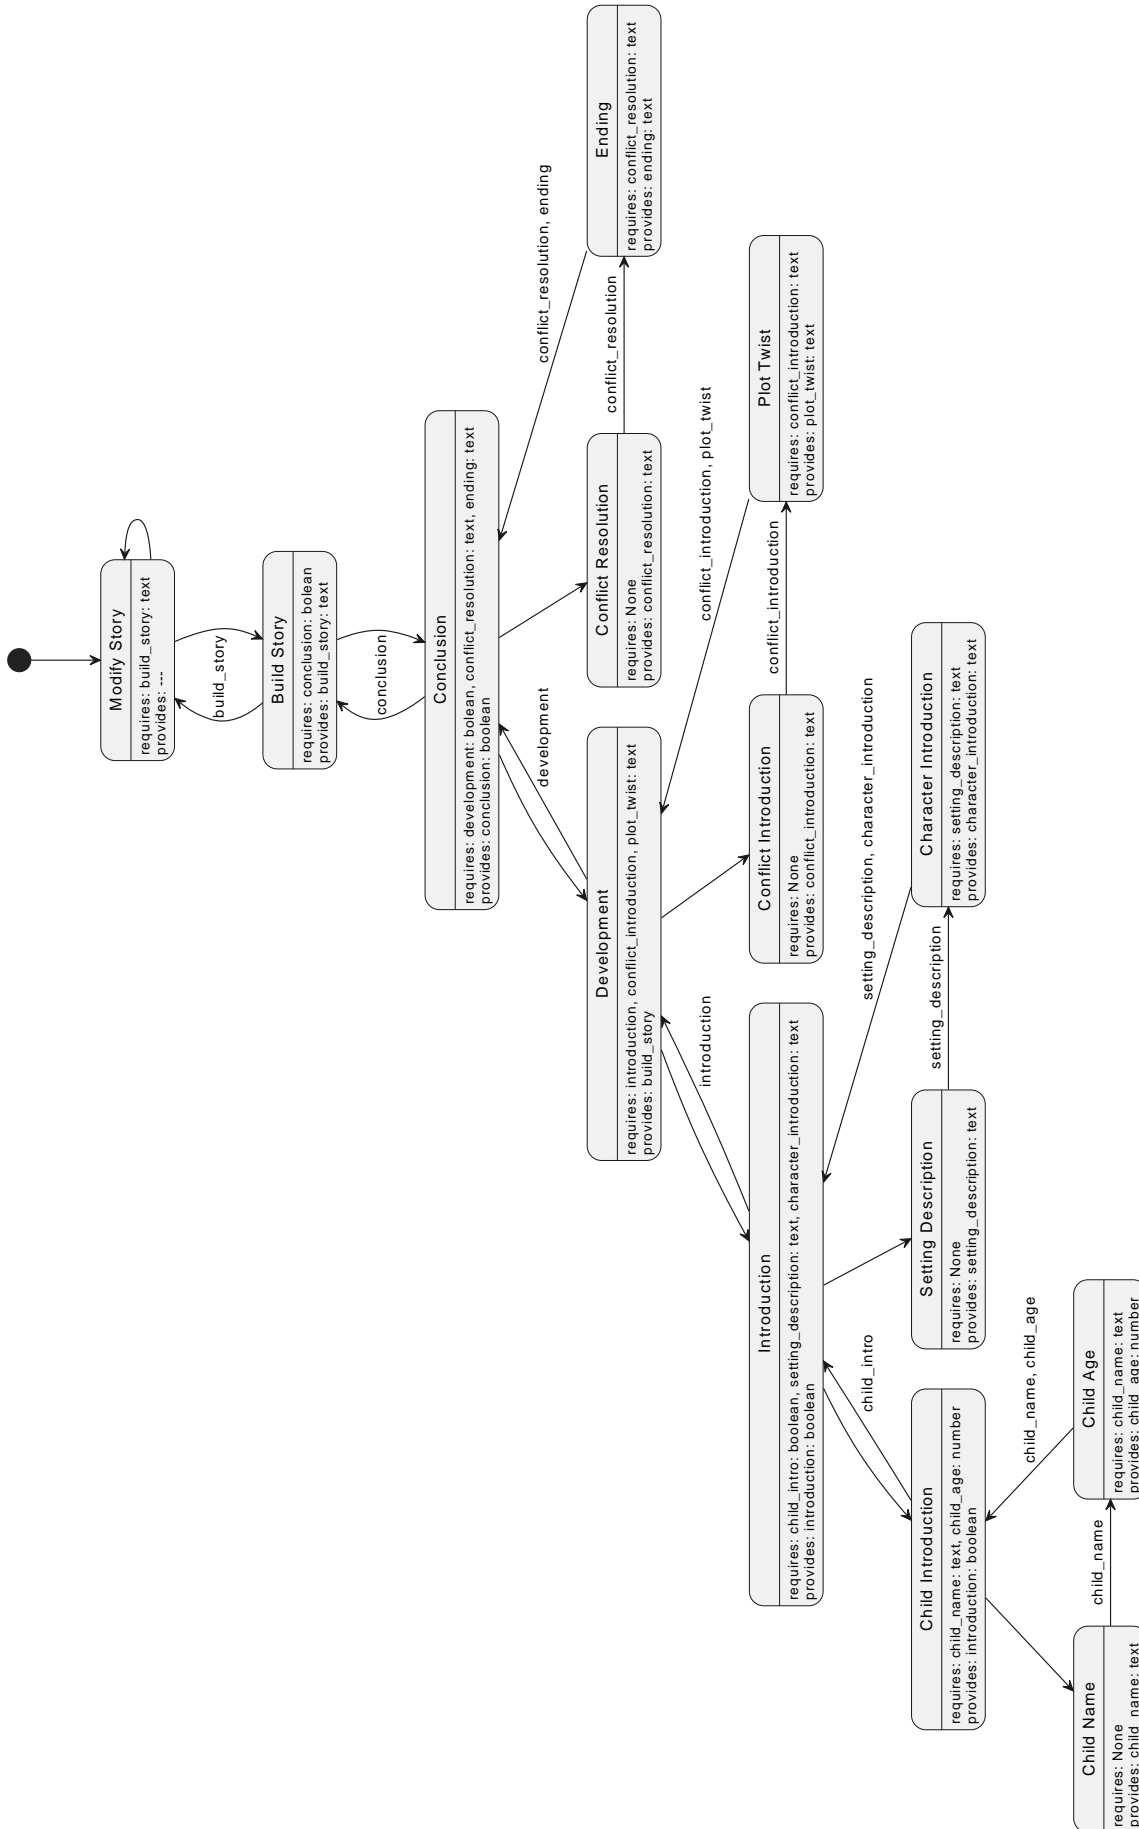 Modify Story
requires: build_story: text
provides: ---
build_story
Build Story
requires: conclusion: bolean
provides: build_story: text
conclusion
Conclusion
requires: development: bolean, conflict_resolution: text, ending: text
provides: conclusion: boolean
development
conflict_resolution, ending
Development
requires: introduction, conflict_introduction, plot_twist: text
provides: build_story
Conflict Resolution
requires: None
provides: conflict_resolution: text
conflict_resolution
Ending
requires: conflict_resolution: text
provides: ending: text
introduction
conflict_introduction, plot_twist
Introduction
requires: child_intro: boolean, setting_description: text, character_introduction: text
provides: introduction: boolean
Conflict Introduction
requires: None
provides: conflict_introduction: text
conflict_introduction
Plot Twist
requires: conflict_introduction: text
provides: plot_twist: text
child_intro
setting_description, character_introduction
Child Introduction
requires: child_name: text, child_age: number
provides: introduction: boolean
Setting Description
requires: None
provides: setting_description: text
setting_description
Character Introduction
requires: setting_description: text
provides: character_introduction: text
child_name, child_age
Child Name
requires: None
provides: child_name: text
child_name
Child Age
requires: child_name: text
provides: child_age: number